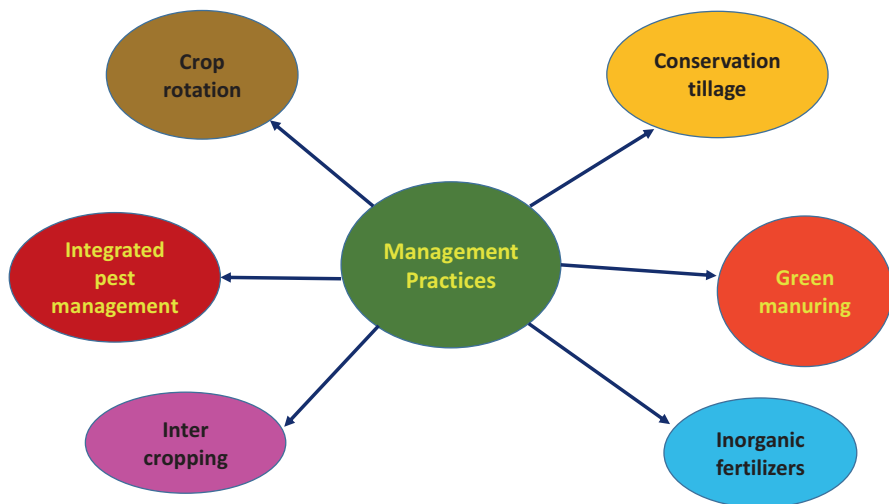 Crop
rotation
Conservation
tillage
Management
Practices
Integrated
pest
management
Green
manuring
Inter
cropping
Inorganic
fertilizers